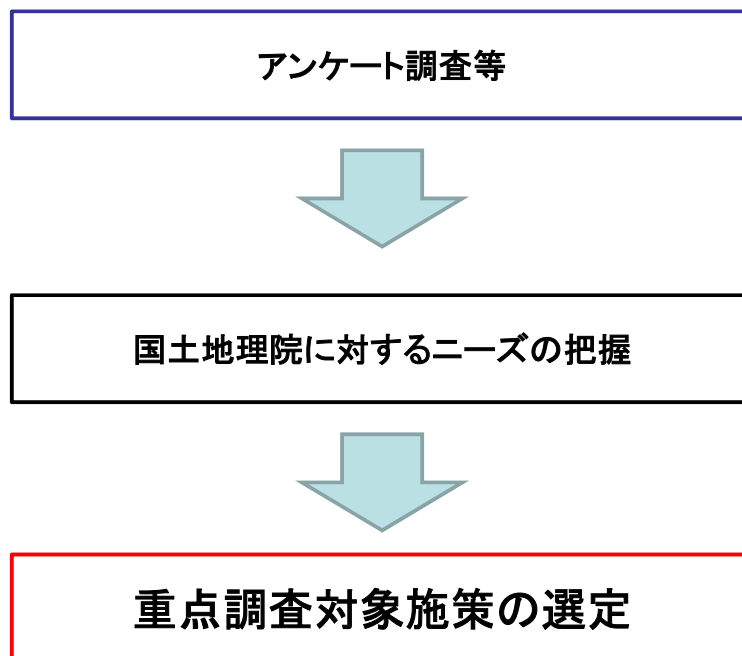 アンケート調査等
国土地理院に対するニーズの把握
重点調査対象施策の選定